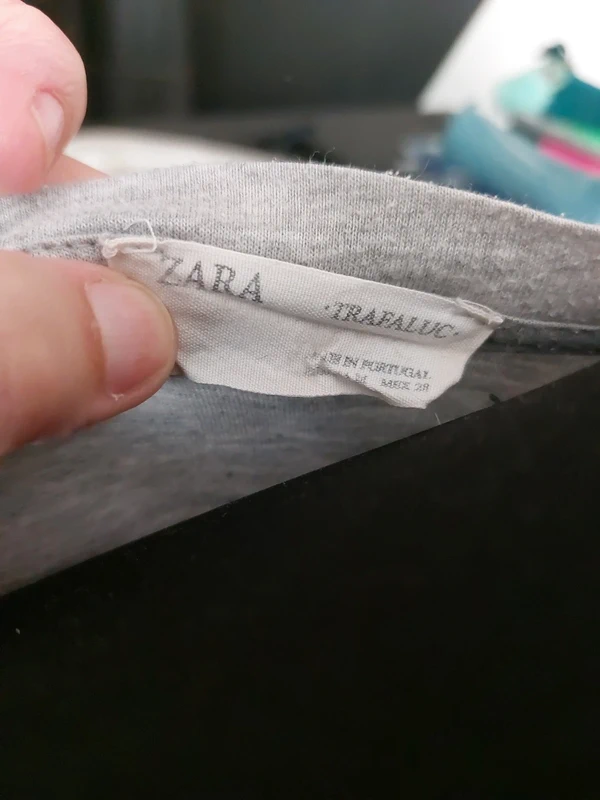 ZARA
·TRAFALUC·
IN PORTUGAL
M MEX 28